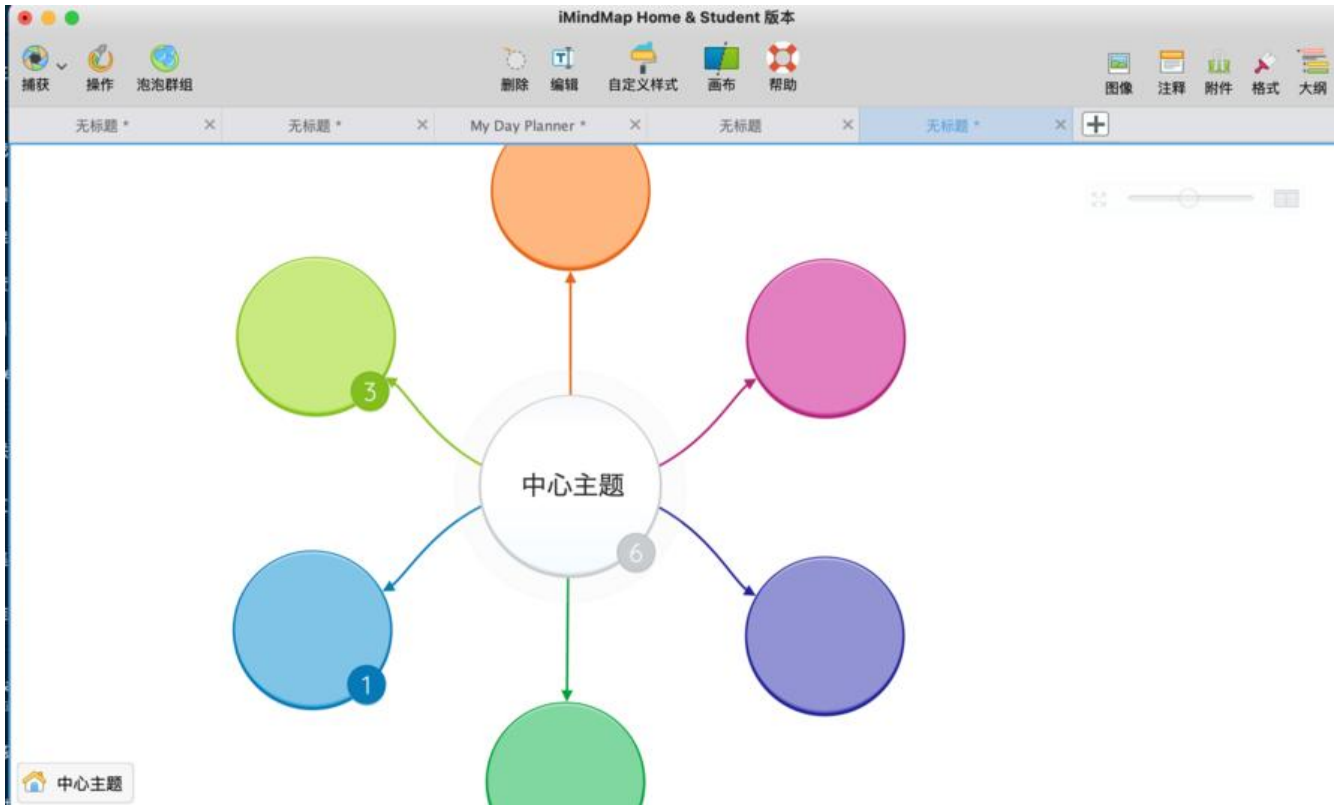 iMindMap Home & Student 版本
捕获 操作 泡泡群组 删除 编辑 自定义样式 画布 帮助 图像 注释 附件 格式 大纲
无标题 * 无标题 * My Day Planner * 无标题 无标题 *
3
中心主题
6
1
中心主题